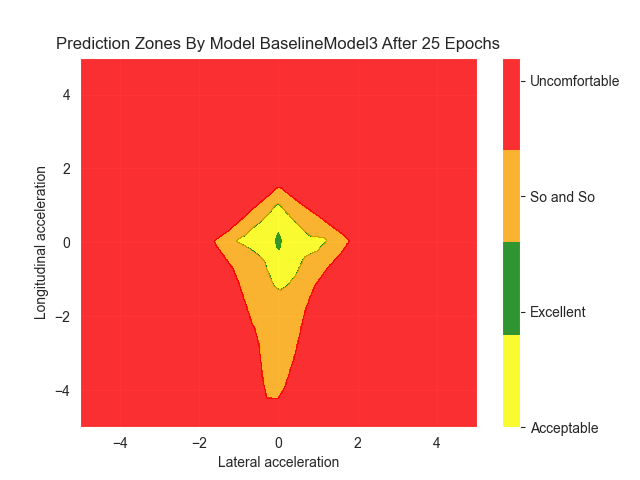 Prediction Zones By Model BaselineModel3 After 25 Epochs
4
2
0
−2
−4
−4
−2
0
2
4
Longitudinal acceleration
Lateral acceleration
Uncomfortable
So and So
Excellent
Acceptable